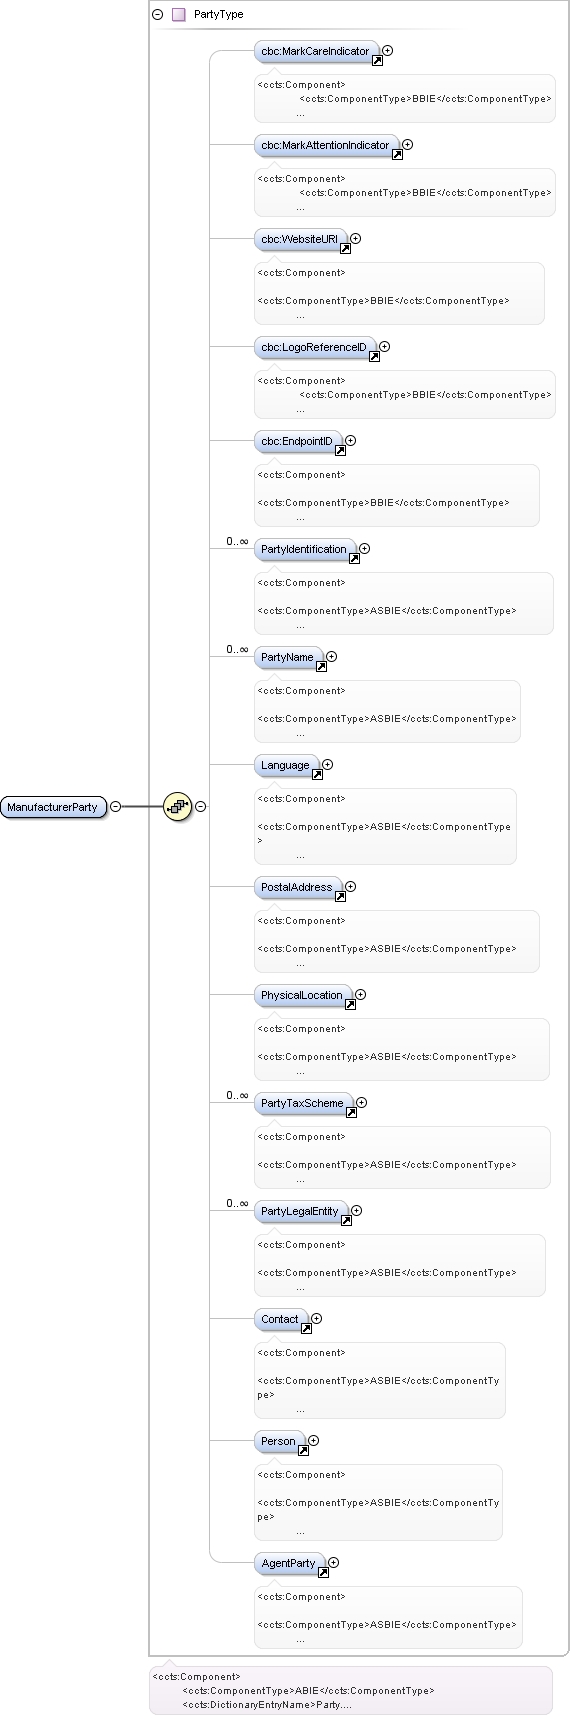 PartyType
cbc:MarkCareIndicator
<ccts:Component>
<ccts:ComponentType>BBIE</ccts:ComponentType>
...
cbc:MarkAttentionIndicator
<ccts:Component>
<ccts:ComponentType>BBIE</ccts:ComponentType>
...
cbc:WebsiteURI
<ccts:Component>
<ccts:ComponentType>BBIE</ccts:ComponentType>
...
cbc:LogoReferenceID
<ccts:Component>
<ccts:ComponentType>BBIE</ccts:ComponentType>
...
cbc:EndpointID
<ccts:Component>
<ccts:ComponentType>BBIE</ccts:ComponentType>
...
0..∞
PartyIdentification
<ccts:Component>
<ccts:ComponentType>ASBIE</ccts:ComponentType>
...
0..∞
PartyName
<ccts:Component>
<ccts:ComponentType>ASBIE</ccts:ComponentType>
...
Language
<ccts:Component>
<ccts:ComponentType>ASBIE</ccts:ComponentType
>
...
ManufacturerParty
PostalAddress
<ccts:Component>
<ccts:ComponentType>ASBIE</ccts:ComponentType>
...
PhysicalLocation
<ccts:Component>
<ccts:ComponentType>ASBIE</ccts:ComponentType>
...
0..∞
PartyTaxScheme
<ccts:Component>
<ccts:ComponentType>ASBIE</ccts:ComponentType>
...
0..∞
PartyLegalEntity
<ccts:Component>
<ccts:ComponentType>ASBIE</ccts:ComponentType>
...
Contact
<ccts:Component>
<ccts:ComponentType>ASBIE</ccts:ComponentTy
pe>
...
Person
<ccts:Component>
<ccts:ComponentType>ASBIE</ccts:ComponentTy
pe>
...
AgentParty
<ccts:Component>
<ccts:ComponentType>ASBIE</ccts:ComponentType>
...
<ccts:Component>
<ccts:ComponentType>ABIE</ccts:ComponentType>
<ccts:DictionaryEntryName>Party....